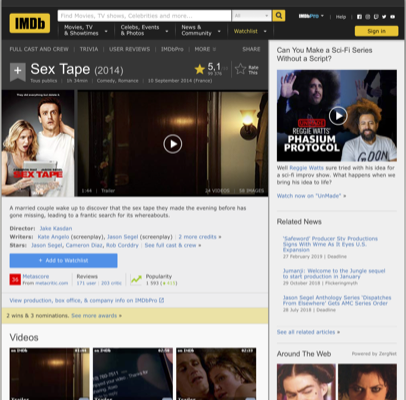 IMDb
Find Movies, TV shows, Celebrities and more...
All
IMDbPro
Help
Movies, TV & Showtimes
Celebs, Events & Photos
News & Community
Watchlist
Sign in
FULL CAST AND CREW | TRIVIA | USER REVIEWS | IMDbPro | MORE
SHARE
Sex Tape (2014)
5,1
Rate This
Tous publics | 1h 34min | Comedy, Romance | 10 September 2014 (France)
SEX TAPE
1:44 | Trailer
A married couple wake up to discover that the sex tape they made the evening before has
gone missing, leading to a frantic search for its whereabouts.
Director: Jake Kasdan
Writers: Kate Angelo (screenplay), Jason Segel (screenplay) | 2 more credits »
Stars: Jason Segel, Cameron Diaz, Rob Corddry | See full cast & crew »
+ Add to Watchlist
36
Metascore
From metacritic.com
Reviews
171 user | 203 critic
Popularity
1 593
View production, box office, & company info on IMDbPro
2 wins & 3 nominations. See more awards »
Videos
Can You Make a Sci-Fi Series
Without a Script?
REGGIE WATTS'
PHASIUM
PROTOCOL
Well Reggie Watts sure tried with his idea for
a sci-fi improv show. What happens when we
bring his idea to life?
Watch now on "UnMade" »
Related News
'Safeword' Producer Stv Productions
Signs With Wins As It Eyes U.S.
Expansion
27 February 2019 | Deadline
Jumanji: Welcome to the Jungle sequel
to start production in January
29 October 2018 | Flickeringmyth
Jason Segel Anthology Series 'Dispatches
From Elsewhere' Gets AMC Series Order
28 July 2018 | Deadline
See all related articles »
Around The Web
Powered by ZergNet